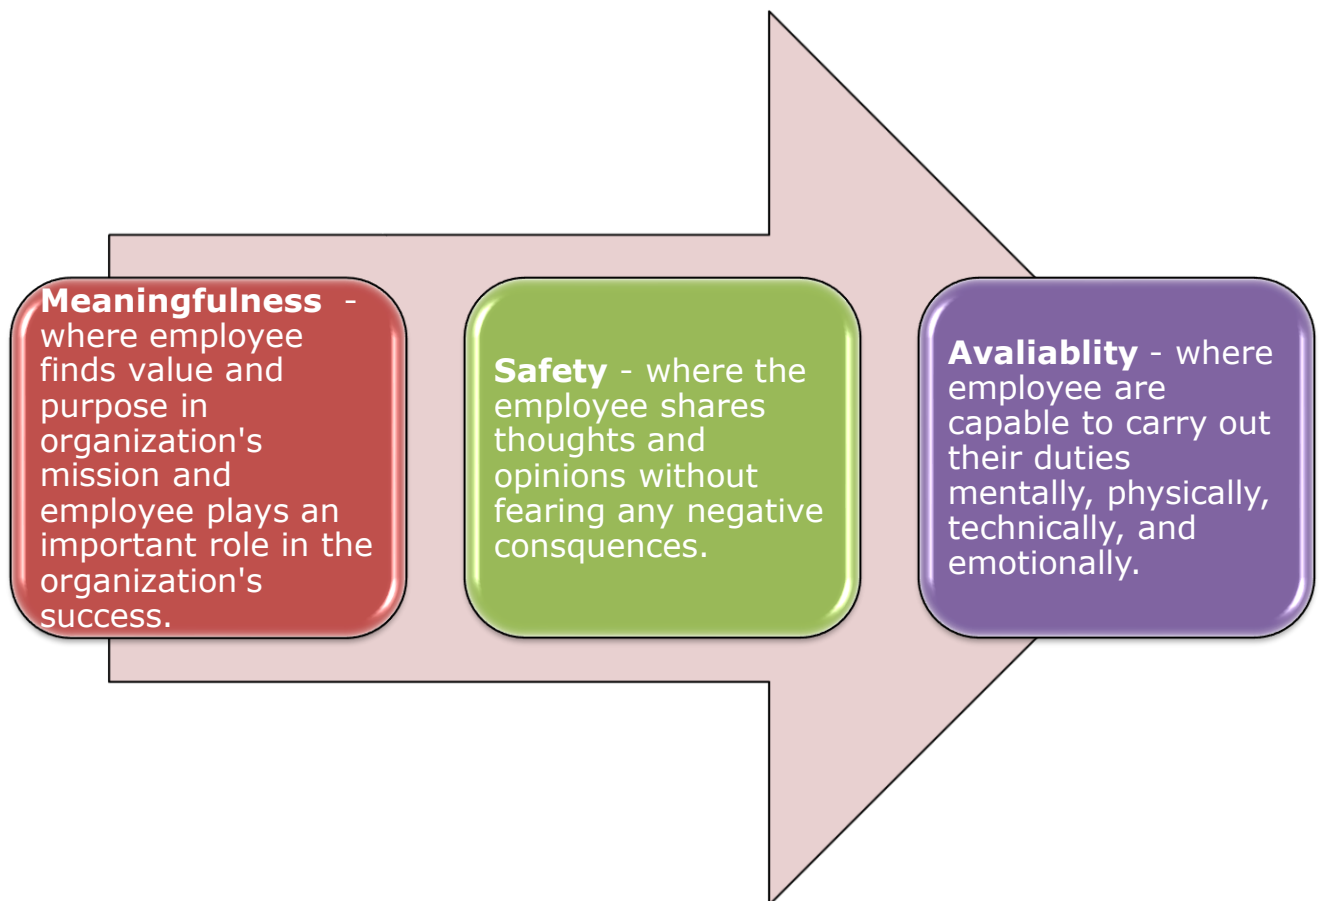 Meaningfulness  -
where employee
finds value and
purpose in
organization's
mission and
employee plays an
important role in the
organization's
success.
Safety - where the
employee shares
thoughts and
opinions without
fearing any negative
consquences.
Avaliablity - where
employee are
capable to carry out
their duties
mentally, physically,
technically, and
emotionally.